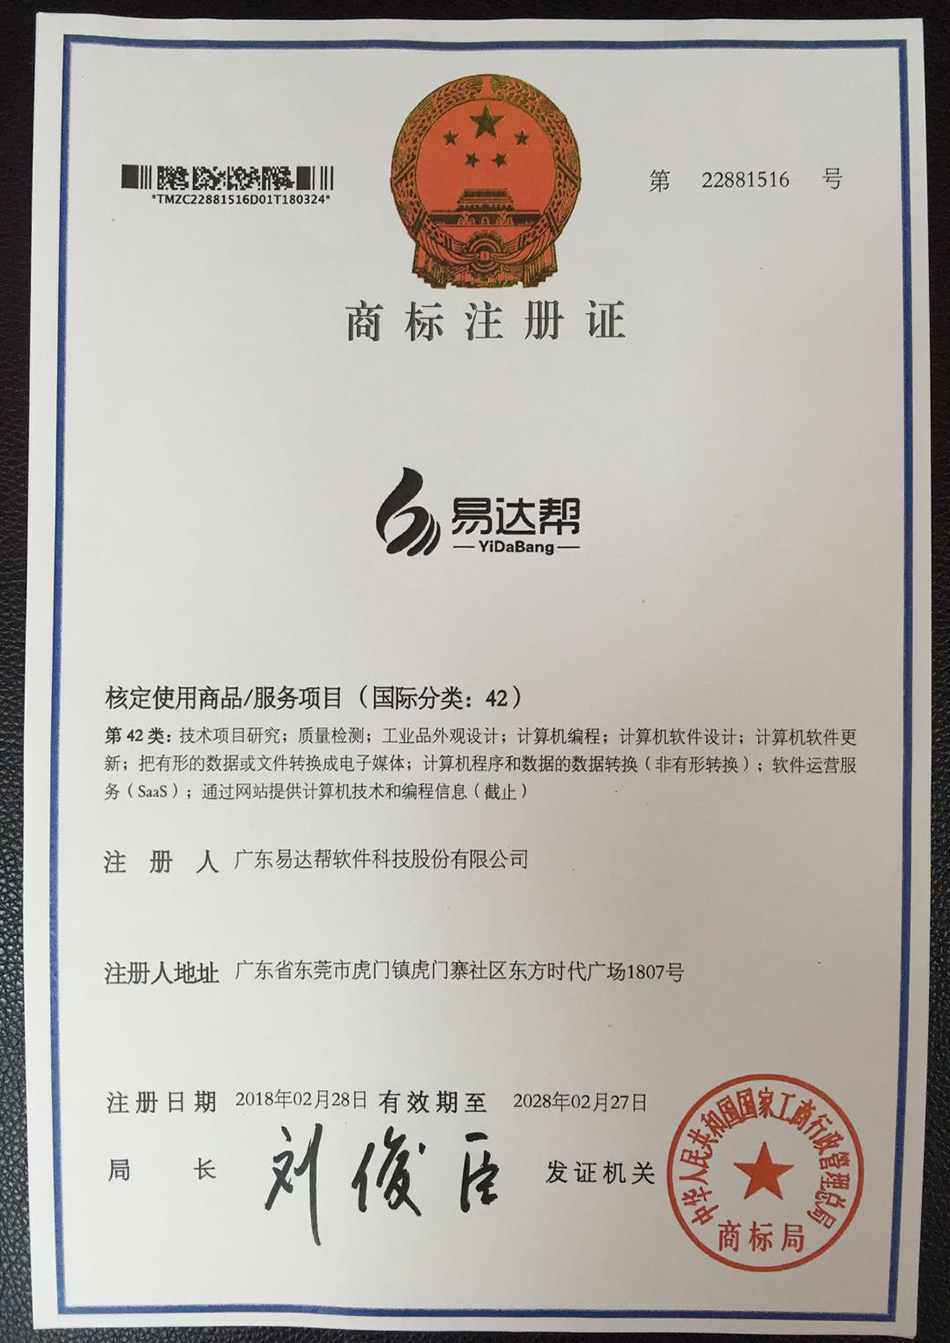 *TMZC22881516D01T180324*
第 22881516 号
商标注册证
易达帮
YiDaBang
核定使用商品/服务项目（国际分类：42）
第 42 类：技术项目研究；质量检测；工业品外观设计；计算机编程；计算机软件设计；计算机软件更
新；把有形的数据或文件转换成电子媒体；计算机程序和数据的数据转换（非有形转换）；软件运营服
务（SaaS）；通过网站提供计算机技术和编程信息（截止）
注册人 广东易达帮软件科技股份有限公司
注册人地址 广东省东莞市虎门镇虎门寨社区东方时代广场1807号
注册日期 2018年02月28日 有效期至 2028年02月27日
局长 刘俊臣 发证机关
中华人民共和国国家工商行政管理总局
商标局